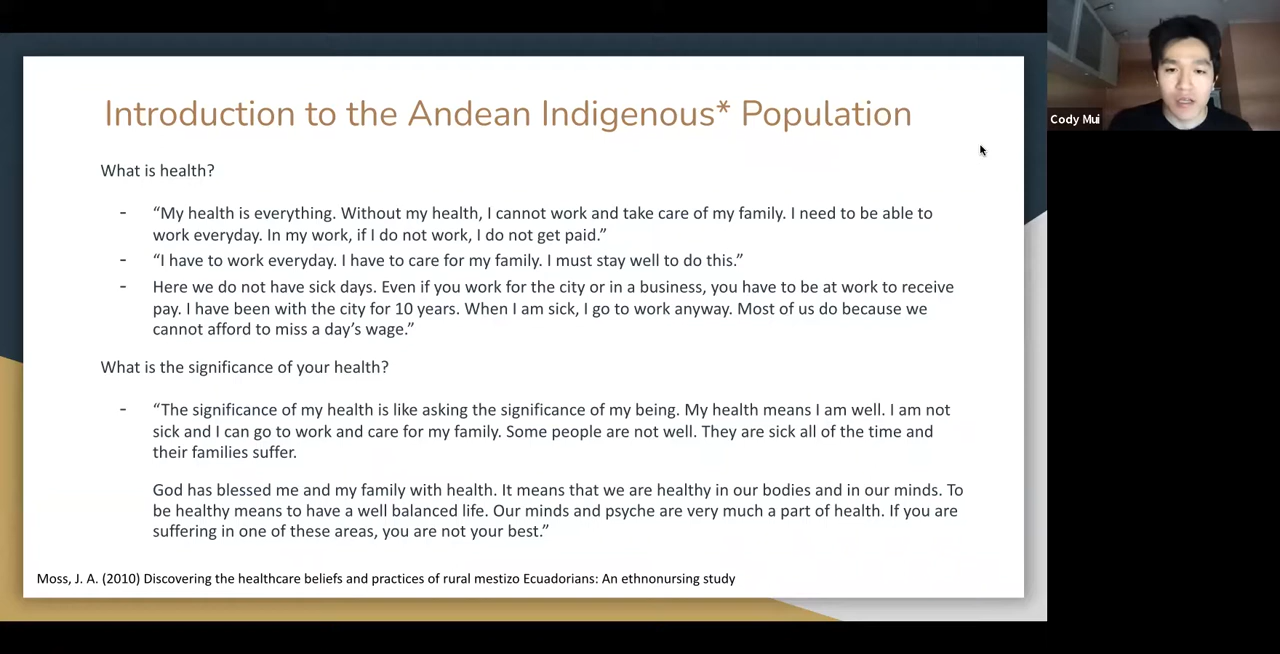 Introduction to the Andean Indigenous* Population
Cody Mui
What is health?
- “My health is everything. Without my health, I cannot work and take care of my family. I need to be able to
work everyday. In my work, if I do not work, I do not get paid.”
- “I have to work everyday. I have to care for my family. I must stay well to do this.”
- Here we do not have sick days. Even if you work for the city or in a business, you have to be at work to receive
pay. I have been with the city for 10 years. When I am sick, I go to work anyway. Most of us do because we
cannot afford to miss a day’s wage.”
What is the significance of your health?
- “The significance of my health is like asking the significance of my being. My health means I am well. I am not
sick and I can go to work and care for my family. Some people are not well. They are sick all of the time and
their families suffer.
God has blessed me and my family with health. It means that we are healthy in our bodies and in our minds. To
be healthy means to have a well balanced life. Our minds and psyche are very much a part of health. If you are
suffering in one of these areas, you are not your best.”
Moss, J. A. (2010) Discovering the healthcare beliefs and practices of rural mestizo Ecuadorians: An ethnonursing study